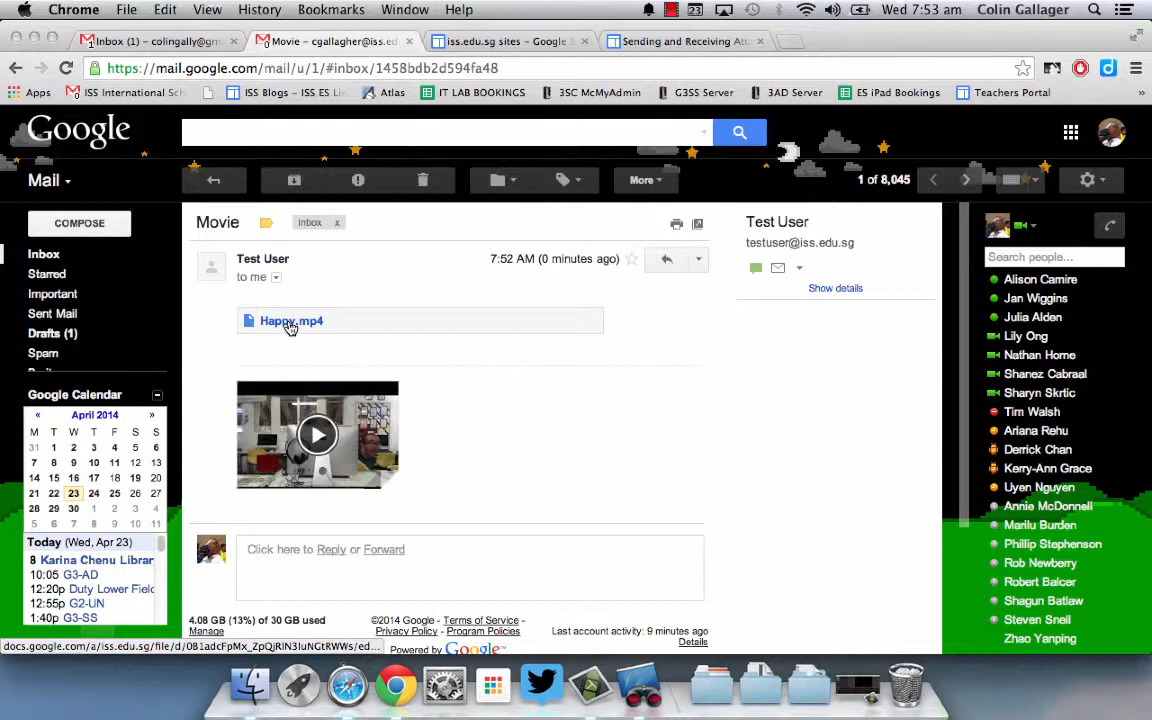 Chrome File Edit View History Bookmarks Window Help 23 Wed 7:53 am Colin Gallager
Inbox (1) – colingally@gm × Movie – cgallagher@iss.ed × iss.edu.sg sites – Google S × Sending and Receiving Att ×
https://mail.google.com/mail/u/1/#inbox/1458bdb2d594fa48
Apps ISS International Sch ISS Blogs – ISS ES Li Atlas IT LAB BOOKINGS 3SC McMyAdmin G3SS Server 3AD Server ES iPad Bookings Teachers Portal »
Google
Mail More 1 of 8,045
COMPOSE
Movie Inbox x
Test User
testuser@iss.edu.sg
Show details
Inbox
Starred
Important
Sent Mail
Drafts (1)
Spam
Test User 7:52 AM (0 minutes ago)
to me
Happy.mp4
Search people...
Alison Camire
Jan Wiggins
Julia Alden
Lily Ong
Nathan Horne
Shanez Cabraal
Sharyn Skrtic
Tim Walsh
Ariana Rehu
Derrick Chan
Kerry-Ann Grace
Uyen Nguyen
Annie McDonnell
Marilu Burden
Phillip Stephenson
Rob Newberry
Robert Balcer
Shagun Batlaw
Steven Snell
Zhao Yanping
Google Calendar
« April 2014 »
M T W T F S S
31 1 2 3 4 5 6
7 8 9 10 11 12 13
14 15 16 17 18 19 20
21 22 23 24 25 26 27
28 29 30 1 2 3 4
5 6 7 8 9 10 11
Today (Wed, Apr 23)
8 Karina Chenu Librar
10:05 G3-AD
12:20p Duty Lower Field
12:55p G2-UN
1:40p G3-SS
Click here to Reply or Forward
4.08 GB (13%) of 30 GB used
Manage
©2014 Google - Terms of Service -
Privacy Policy - Program Policies
Powered by Google™
Last account activity: 9 minutes ago
Details
docs.google.com/a/iss.edu.sg/file/d/0B1adcFpMx_ZpQjRlN3luNGtRWWs/ed...